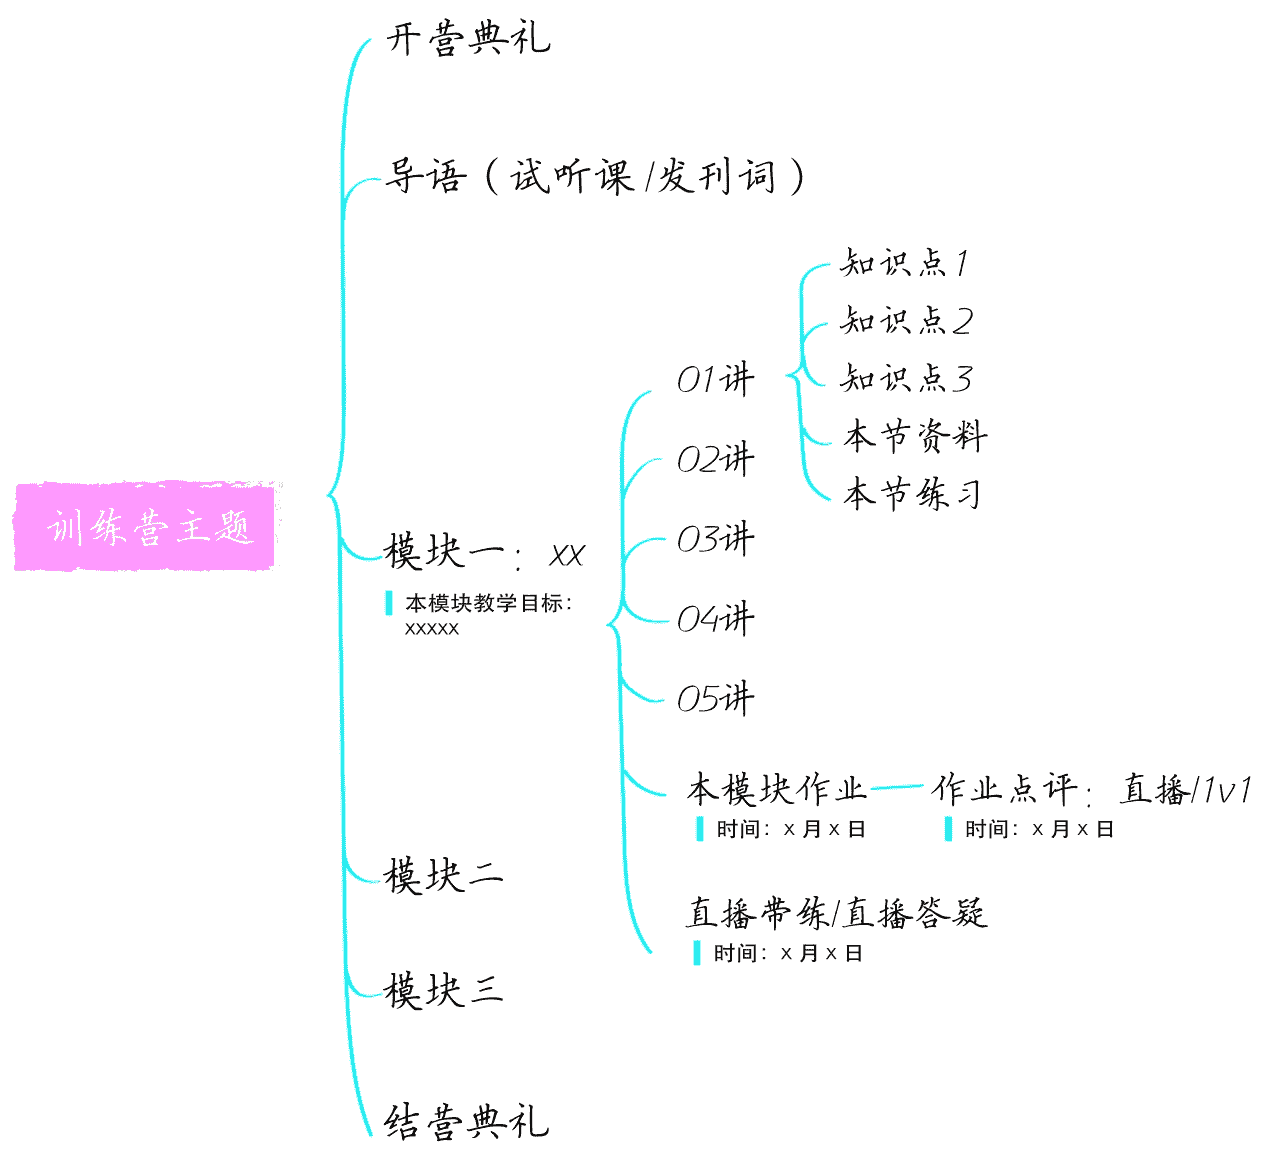 开营典礼
导语（试听课/发刊词）
知识点1
知识点2
知识点3
本节资料
本节练习
01讲
02讲
03讲
04讲
05讲
训练营主题
模块一：xx
本模块教学目标：
xxxxx
本模块作业
时间：x月x日
作业点评：直播/1v1
时间：x月x日
直播带练/直播答疑
时间：x月x日
模块二
模块三
结营典礼